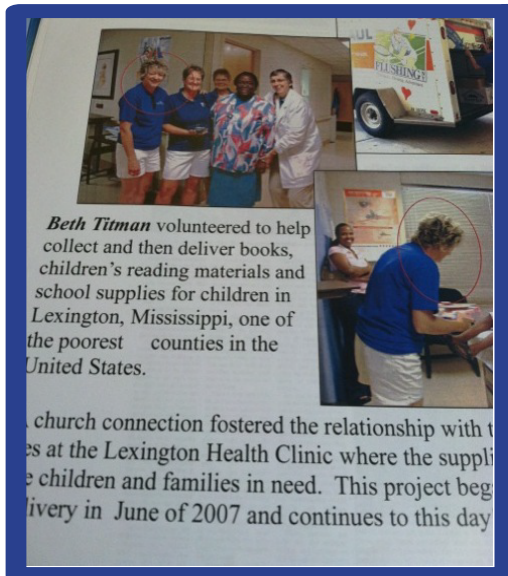 UL
FLUSHING
Beth Titman volunteered to help
collect and then deliver books,
children's reading materials and
school supplies for children in
Lexington, Mississippi, one of
the poorest counties in the
United States.
church connection fostered the relationship with t
es at the Lexington Health Clinic where the suppli
e children and families in need. This project beg
livery in June of 2007 and continues to this day